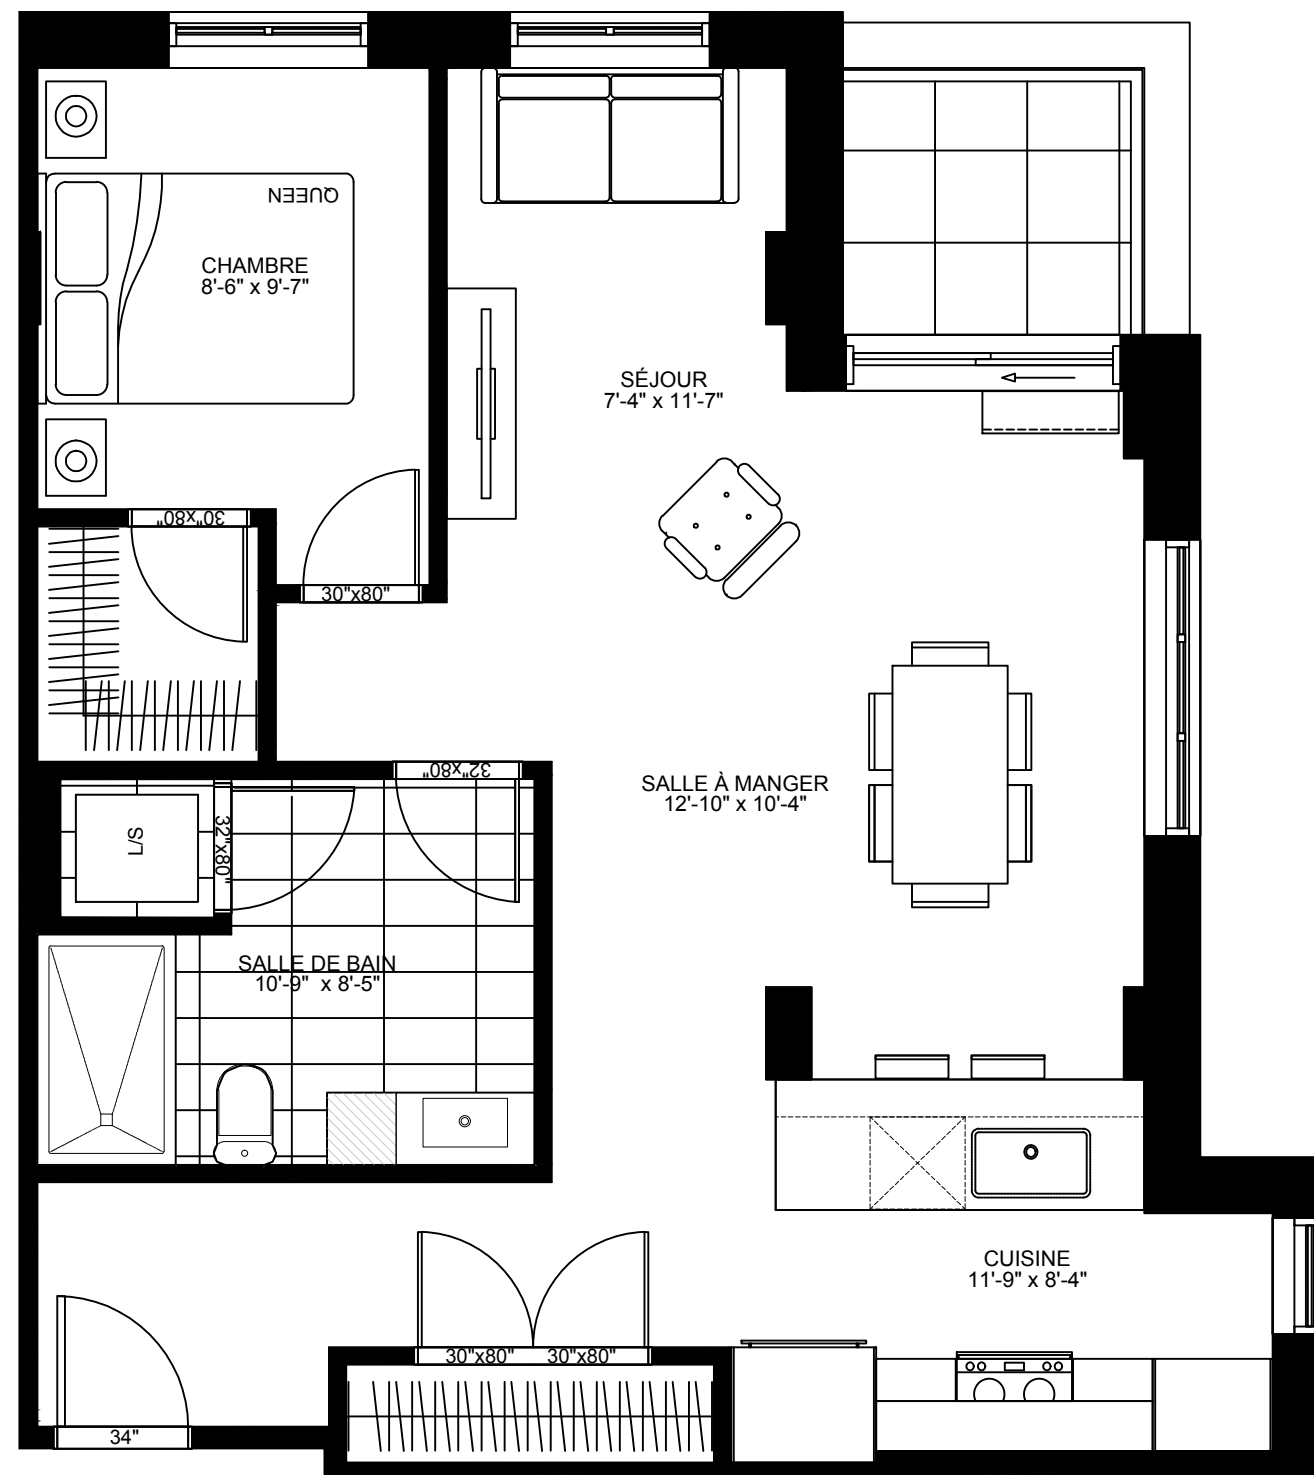 QUEEN
CHAMBRE
8'-6" x 9'-7"
SÉJOUR
7'-4" x 11'-7"
30"x80"
30"x80"
32"x80"
SALLE À MANGER
12'-10" x 10'-4"
L/S
32"x80"
SALLE DE BAIN
10'-9" x 8'-5"
CUISINE
11'-9" x 8'-4"
30"x80" 30"x80"
34"